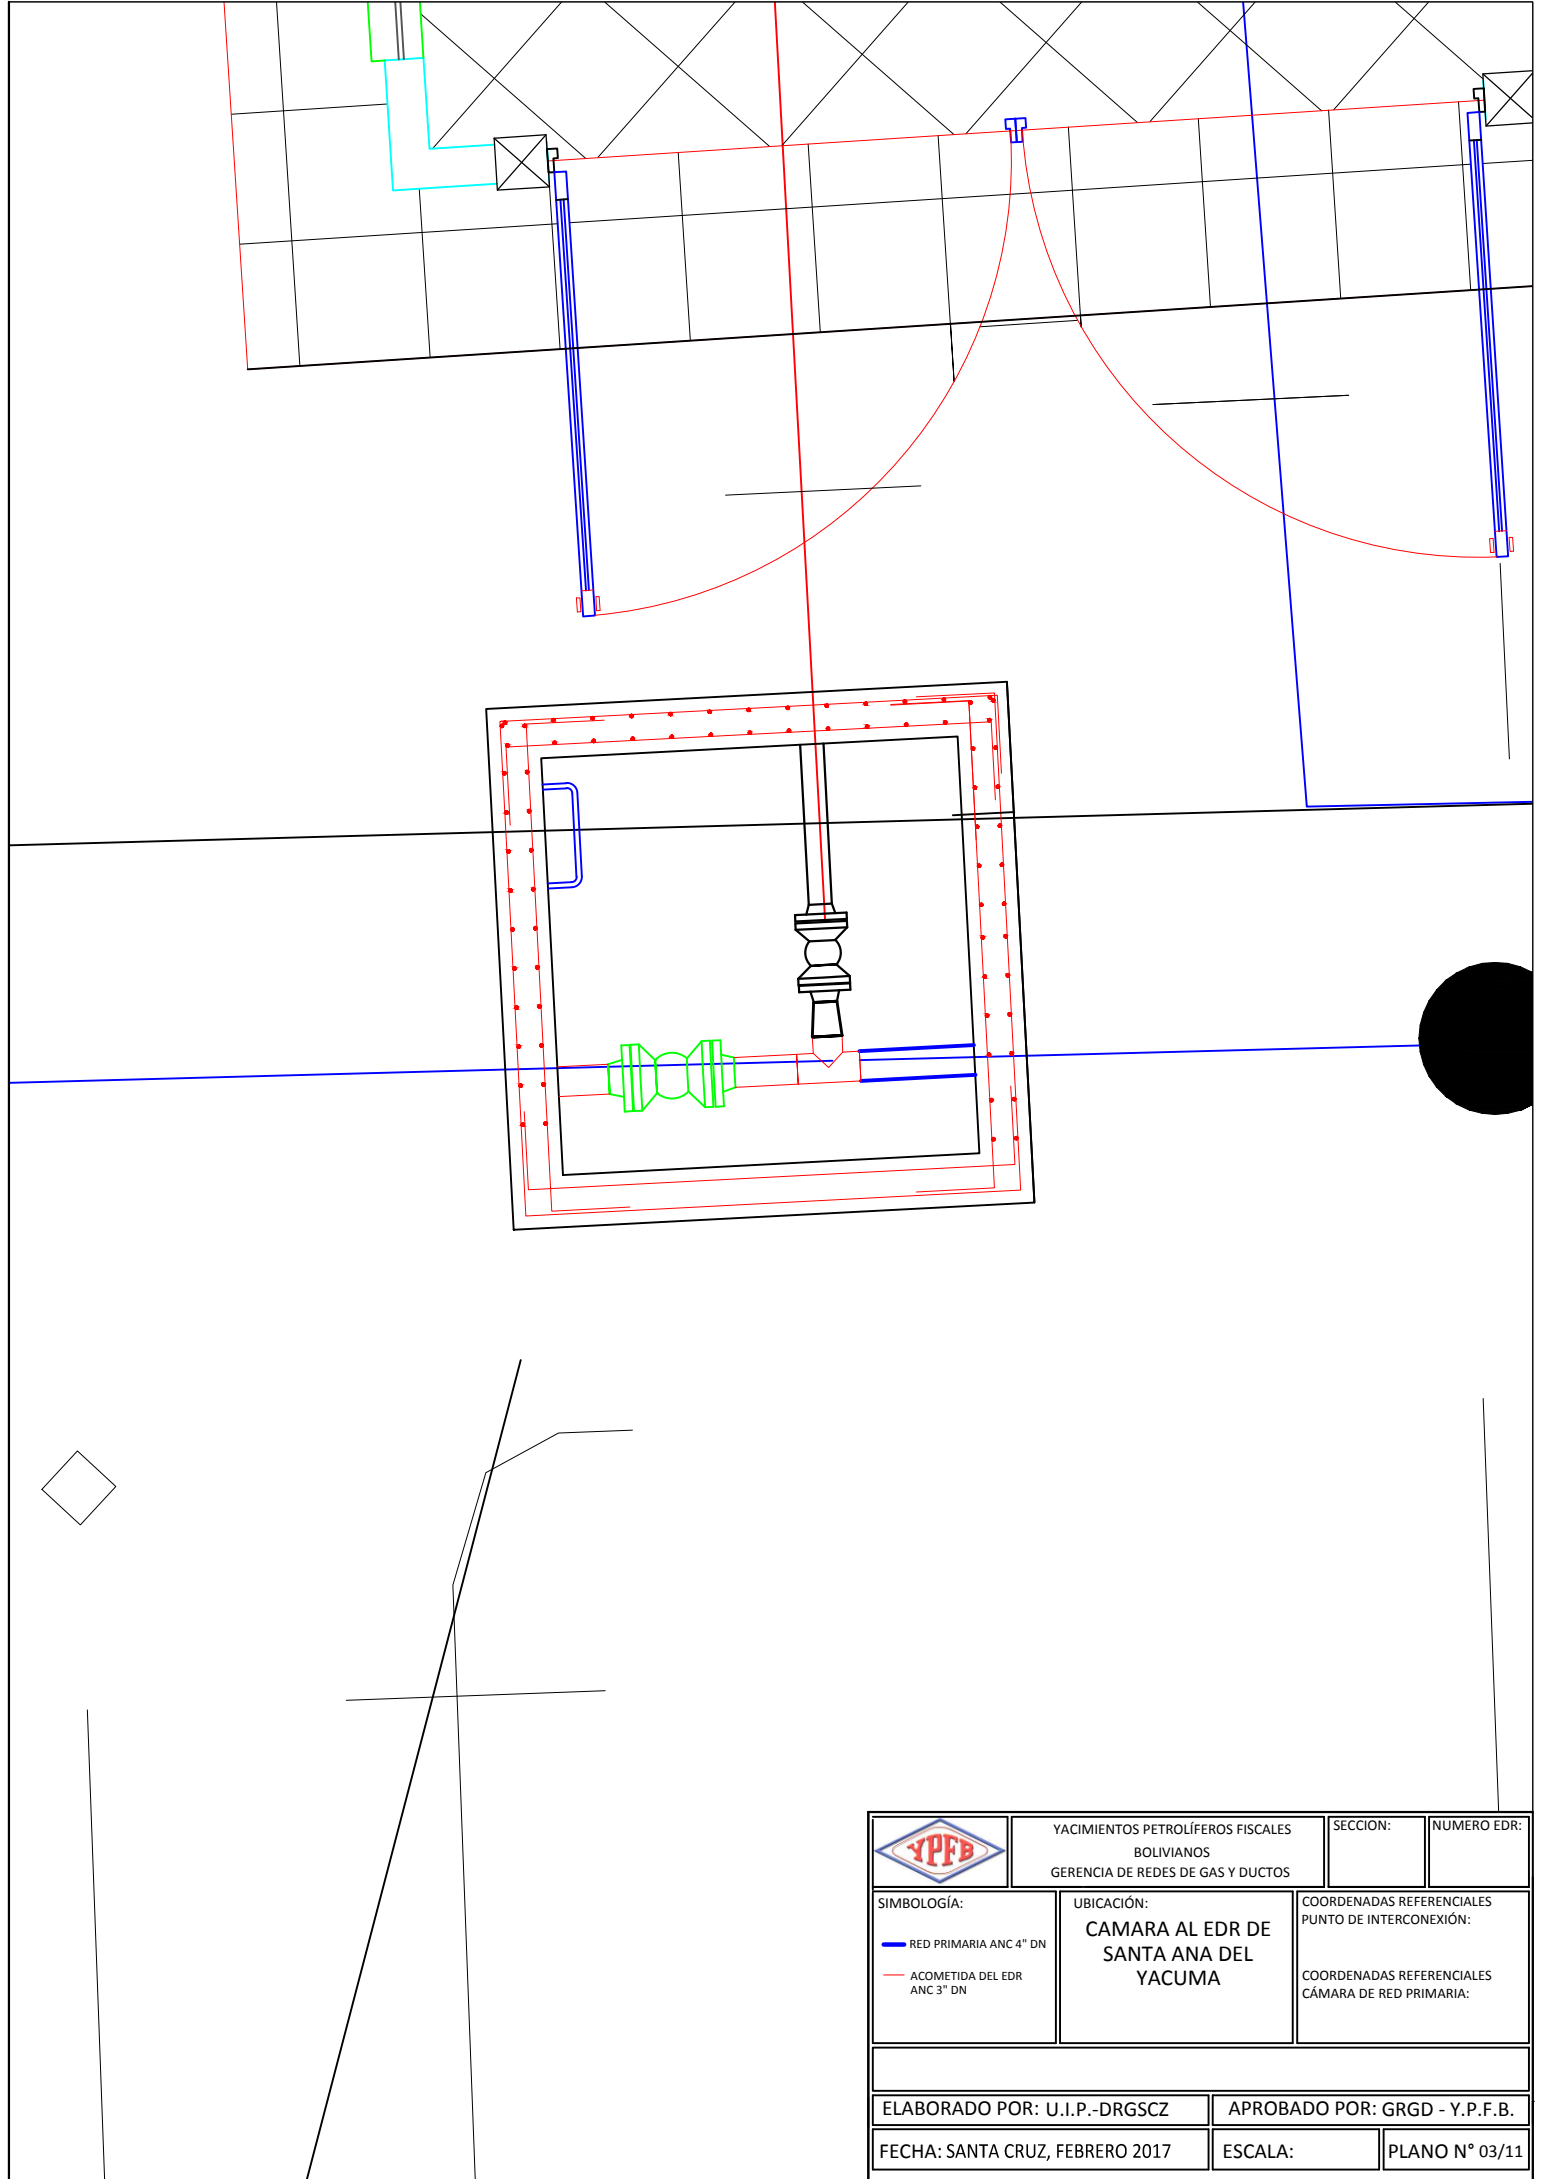 YPFB
YACIMIENTOS PETROLÍFEROS FISCALES
BOLIVIANOS
GERENCIA DE REDES DE GAS Y DUCTOS
SECCION:
NUMERO EDR:
SIMBOLOGÍA:
RED PRIMARIA ANC 4" DN
ACOMETIDA DEL EDR
ANC 3" DN
UBICACIÓN:
CAMARA AL EDR DE
SANTA ANA DEL
YACUMA
COORDENADAS REFERENCIALES
PUNTO DE INTERCONEXIÓN:
COORDENADAS REFERENCIALES
CÁMARA DE RED PRIMARIA:
ELABORADO POR: U.I.P.-DRGSCZ
APROBADO POR: GRGD - Y.P.F.B.
FECHA: SANTA CRUZ, FEBRERO 2017
ESCALA:
PLANO N° 03/11